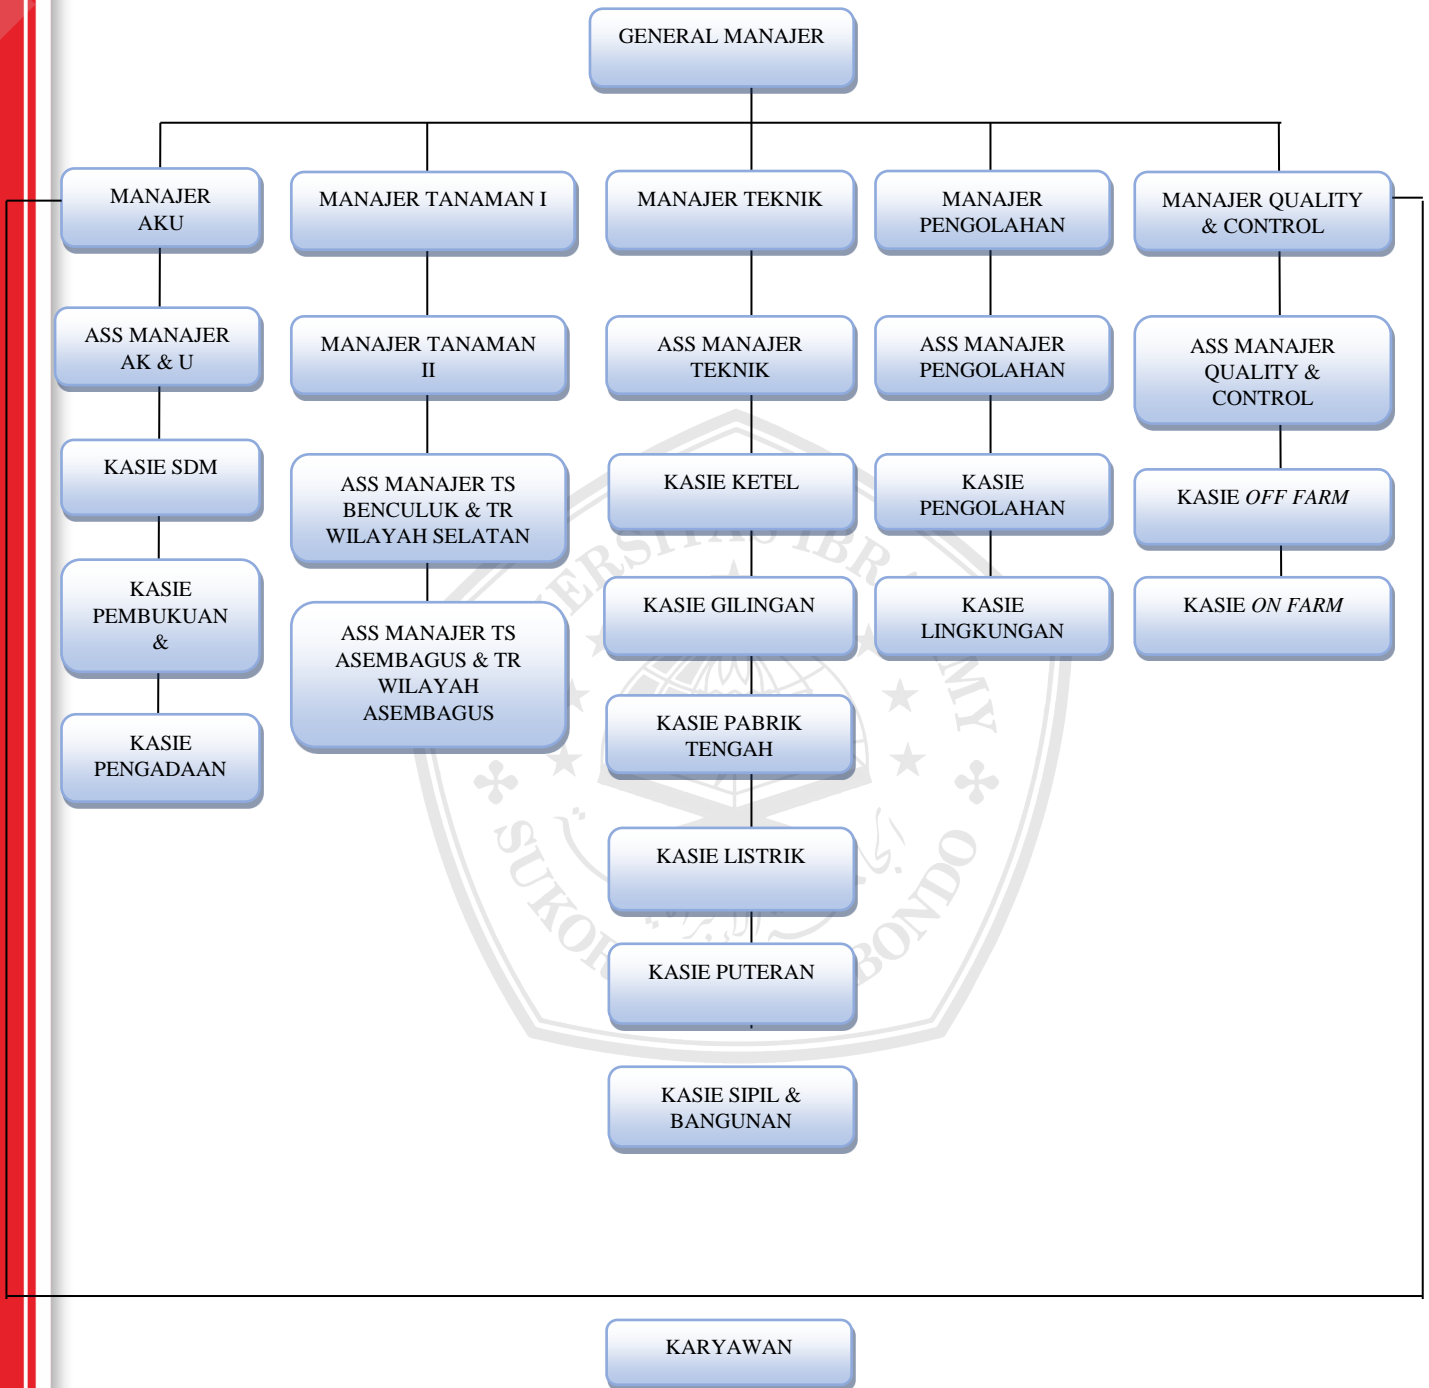 GENERAL MANAJER
MANAJER
AKU
MANAJER TANAMAN I
MANAJER TEKNIK
MANAJER
PENGOLAHAN
MANAJER QUALITY
& CONTROL
ASS MANAJER
AK & U
MANAJER TANAMAN
II
ASS MANAJER
TEKNIK
ASS MANAJER
PENGOLAHAN
ASS MANAJER
QUALITY &
CONTROL
KASIE SDM
ASS MANAJER TS
BENCULUK & TR
WILAYAH SELATAN
KASIE KETEL
KASIE
PENGOLAHAN
KASIE OFF FARM
KASIE
PEMBUKUAN
&
ASS MANAJER TS
ASEMBAGUS & TR
WILAYAH
ASEMBAGUS
KASIE GILINGAN
KASIE
LINGKUNGAN
KASIE ON FARM
KASIE
PENGADAAN
KASIE PABRIK
TENGAH
KASIE LISTRIK
KASIE PUTERAN
KASIE SIPIL &
BANGUNAN
KARYAWAN